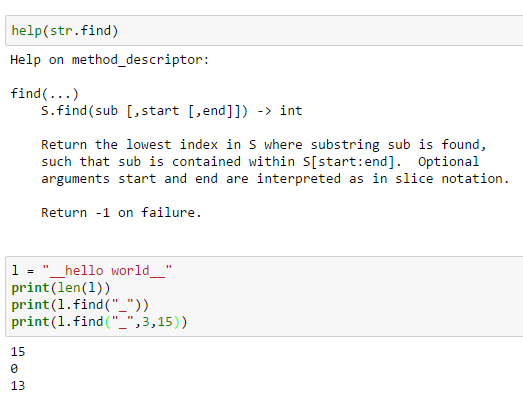 help(str.find)
Help on method_descriptor:
find(...)
S.find(sub [,start [,end]]) -> int
Return the lowest index in S where substring sub is found,
such that sub is contained within S[start:end].  Optional
arguments start and end are interpreted as in slice notation.
Return -1 on failure.
l = "__hello world__"
print(len(l))
print(l.find("_"))
print(l.find("_",3,15))
15
0
13